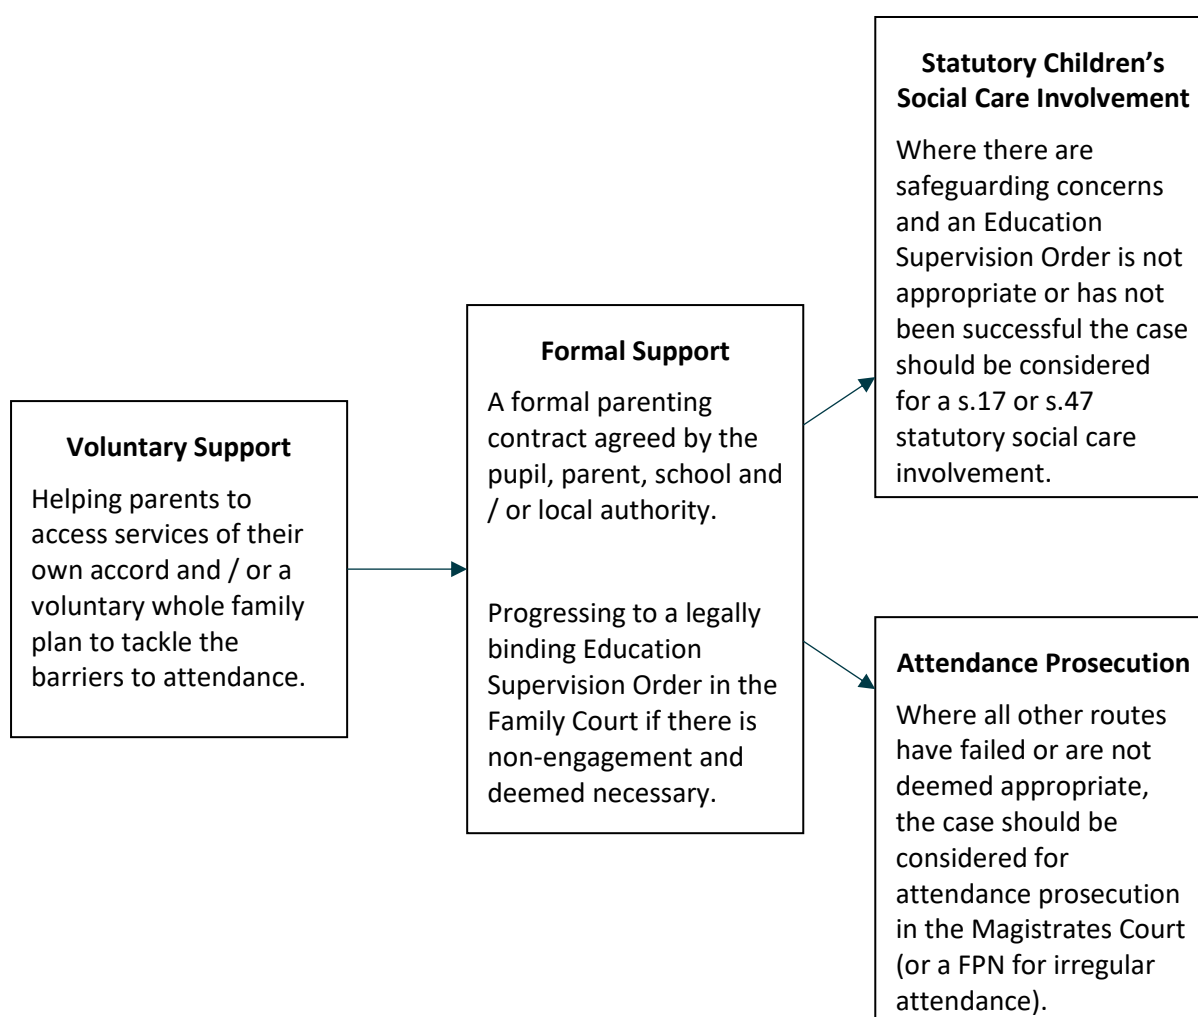 Voluntary Support
Helping parents to
access services of their
own accord and / or a
voluntary whole family
plan to tackle the
barriers to attendance.
Formal Support
A formal parenting
contract agreed by the
pupil, parent, school and
/ or local authority.
Progressing to a legally
binding Education
Supervision Order in the
Family Court if there is
non-engagement and
deemed necessary.
Statutory Children’s
Social Care Involvement
Where there are
safeguarding concerns
and an Education
Supervision Order is not
appropriate or has not
been successful the case
should be considered
for a s.17 or s.47
statutory social care
involvement.
Attendance Prosecution
Where all other routes
have failed or are not
deemed appropriate,
the case should be
considered for
attendance prosecution
in the Magistrates Court
(or a FPN for irregular
attendance).